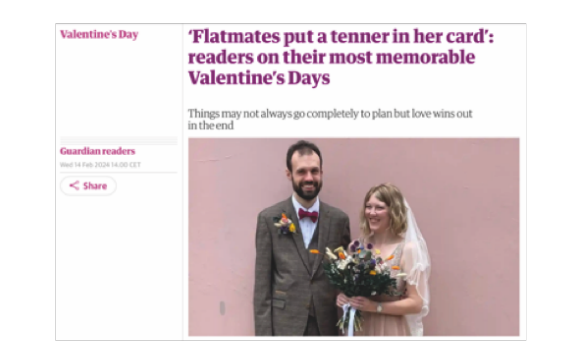 Valentine's Day
‘Flatmates put a tenner in her card’:
readers on their most memorable
Valentine’s Days
Things may not always go completely to plan but love wins out
in the end
Guardian readers
Wed 14 Feb 2024 14.00 CET
Share